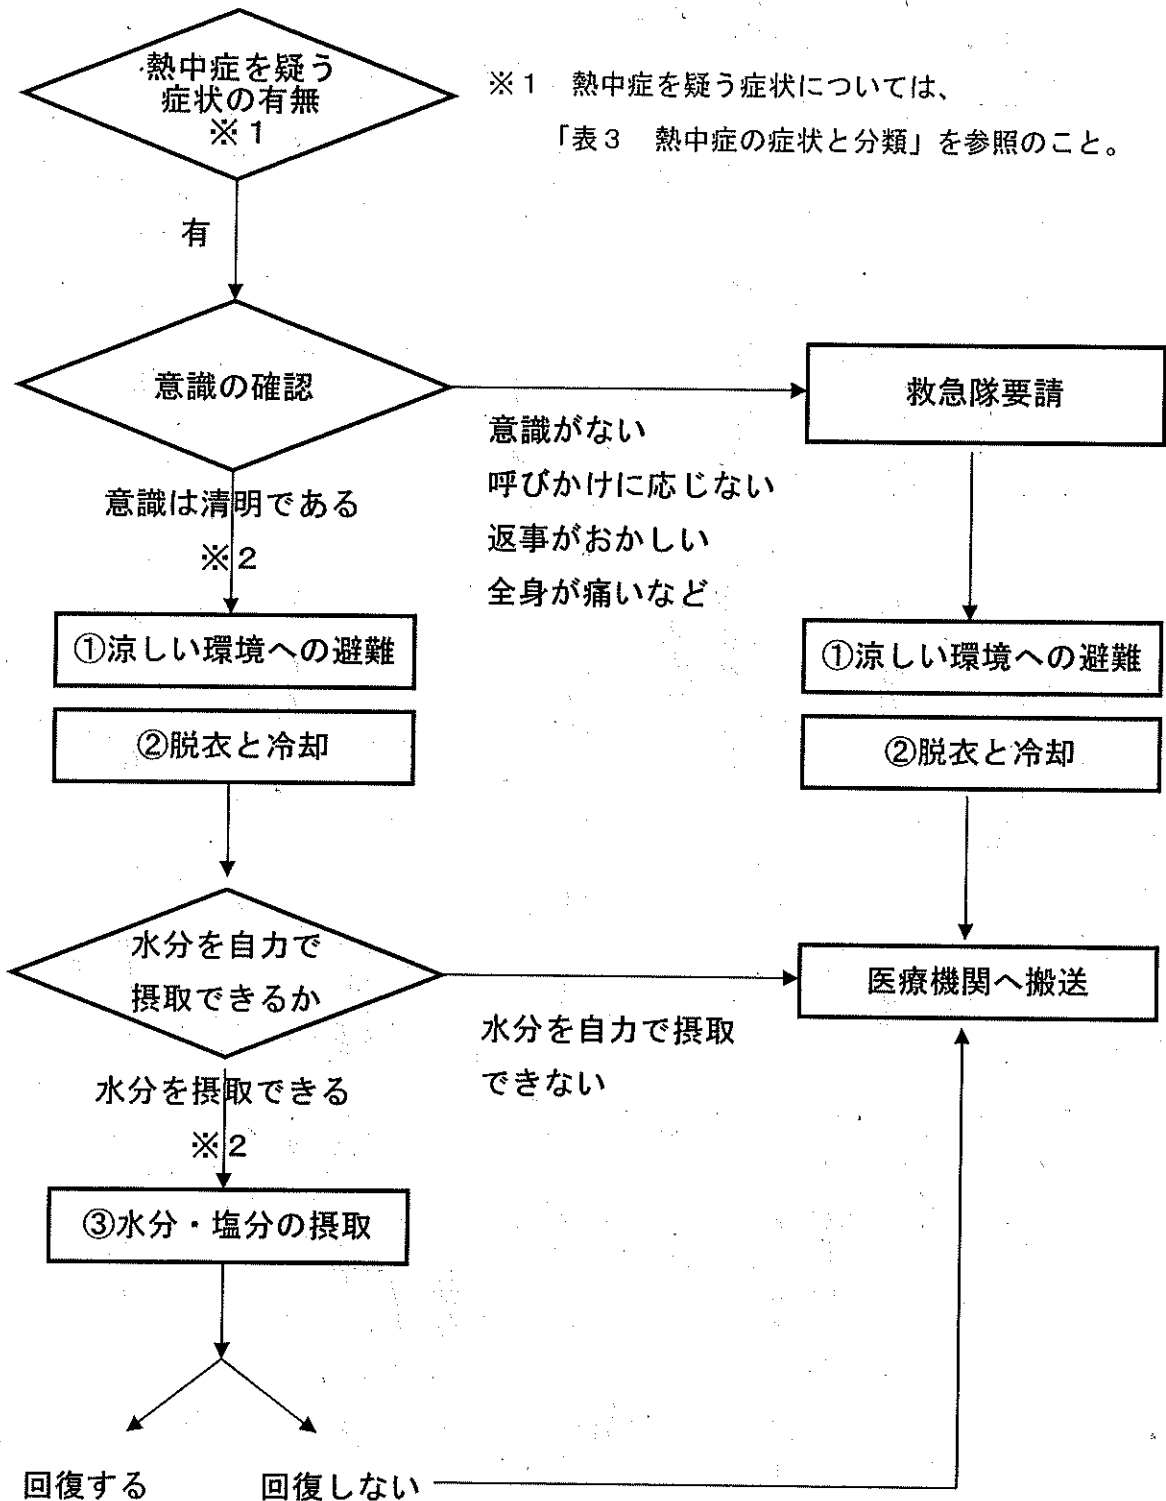 熱中症を疑う
症状の有無
※1
※1　熱中症を疑う症状については、
「表3　熱中症の症状と分類」を参照のこと。
有
意識の確認
救急隊要請
意識がない
呼びかけに応じない
返事がおかしい
全身が痛いなど
意識は清明である
※2
①涼しい環境への避難
①涼しい環境への避難
②脱衣と冷却
②脱衣と冷却
水分を自力で
摂取できるか
医療機関へ搬送
水分を自力で摂取
できない
水分を摂取できる
※2
③水分・塩分の摂取
回復する
回復しない